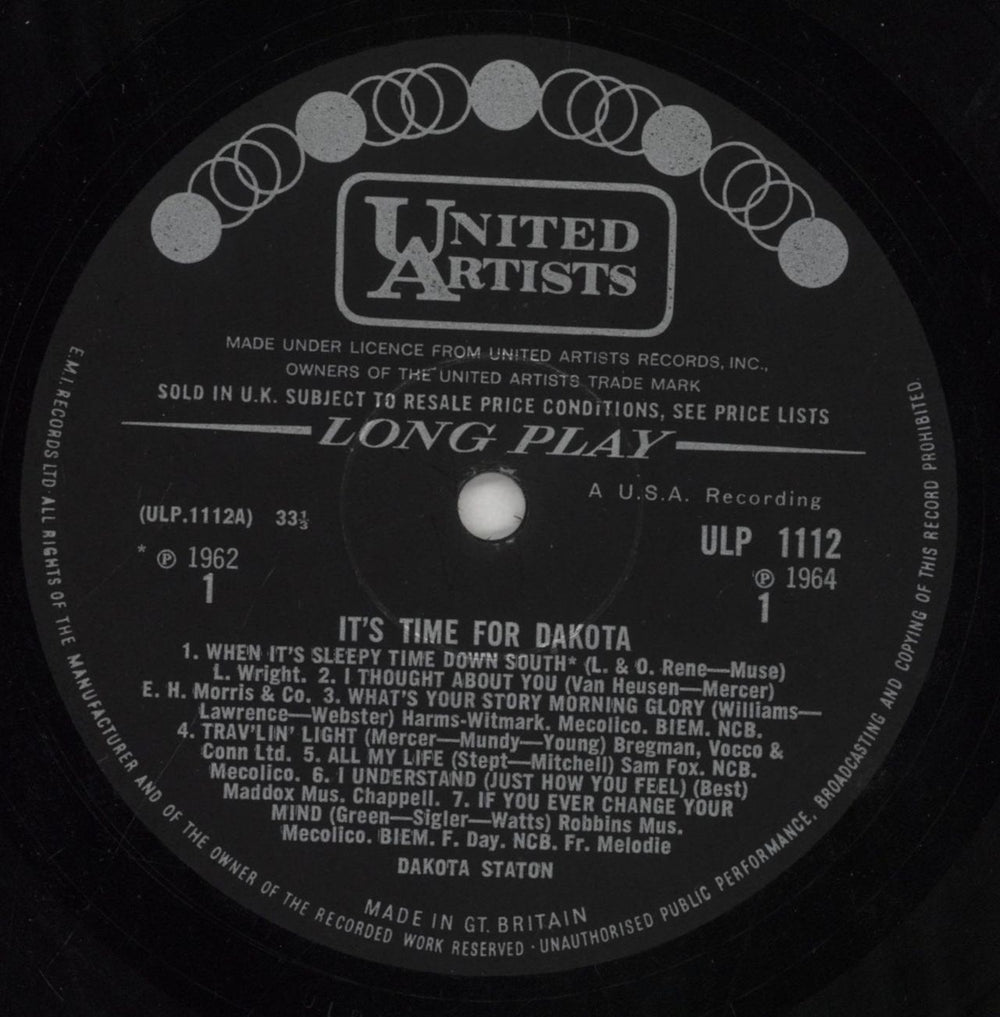 UNITED
ARTISTS
MADE UNDER LICENCE FROM UNITED ARTISTS RECORDS, INC.,
OWNERS OF THE UNITED ARTISTS TRADE MARK
SOLD IN U.K. SUBJECT TO RESALE PRICE CONDITIONS, SEE PRICE LISTS
LONG PLAY
A U.S.A. Recording
(ULP.1112A) 33⅓
ULP 1112
* ℗ 1962
℗ 1964
1
1
IT'S TIME FOR DAKOTA
1. WHEN IT'S SLEEPY TIME DOWN SOUTH* (L. & O. Rene—Muse)
L. Wright. 2. I THOUGHT ABOUT YOU (Van Heusen—Mercer)
E. H. Morris & Co. 3. WHAT'S YOUR STORY MORNING GLORY (Williams—
Lawrence—Webster) Harms-Witmark. Mecolico. BIEM. NCB.
4. TRAV'LIN' LIGHT (Mercer—Mundy—Young) Bregman, Vocco &
Conn Ltd. 5. ALL MY LIFE (Stept—Mitchell) Sam Fox. NCB.
Mecolico. 6. I UNDERSTAND (JUST HOW YOU FEEL) (Best)
Maddox Mus. Chappell. 7. IF YOU EVER CHANGE YOUR
MIND (Green—Sigler—Watts) Robbins Mus.
Mecolico. BIEM. F. Day. NCB. Fr. Melodie
DAKOTA STATON
MADE IN GT. BRITAIN
E.M.I. RECORDS LTD ALL RIGHTS OF THE MANUFACTURER AND OF THE OWNER OF THE RECORDED WORK RESERVED · UNAUTHORISED PUBLIC PERFORMANCE, BROADCASTING AND COPYING OF THIS RECORD PROHIBITED.